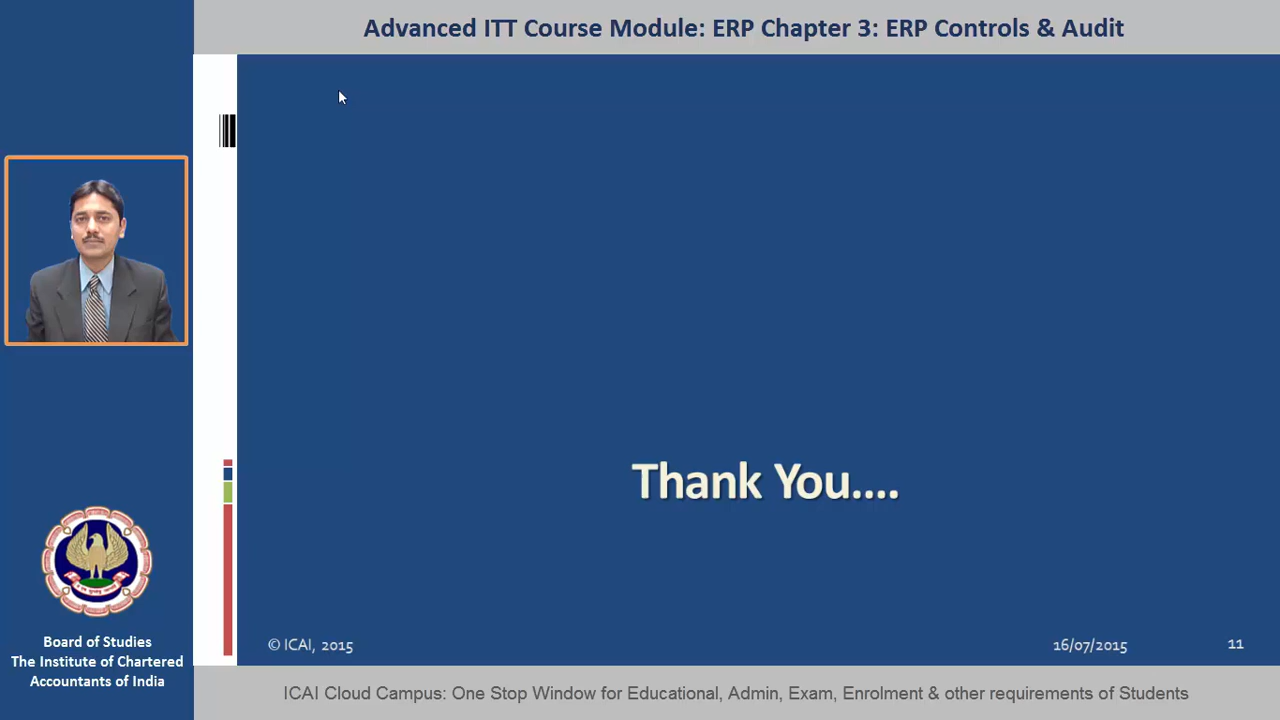 Advanced ITT Course Module: ERP Chapter 3: ERP Controls & Audit
Thank You....
© ICAI, 2015
16/07/2015
11
Board of Studies
The Institute of Chartered
Accountants of India
ICAI Cloud Campus: One Stop Window for Educational, Admin, Exam, Enrolment & other requirements of Students